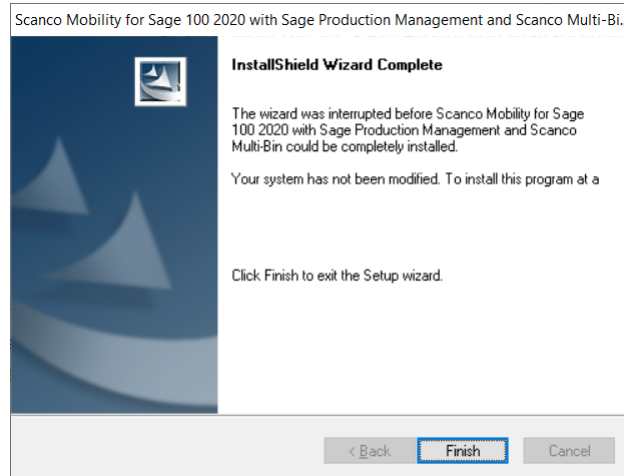 Scanco Mobility for Sage 100 2020 with Sage Production Management and Scanco Multi-Bi..
InstallShield Wizard Complete
The wizard was interrupted before Scanco Mobility for Sage
100 2020 with Sage Production Management and Scanco
Multi-Bin could be completely installed.
Your system has not been modified. To install this program at a
Click Finish to exit the Setup wizard.
< Back
Finish
Cancel